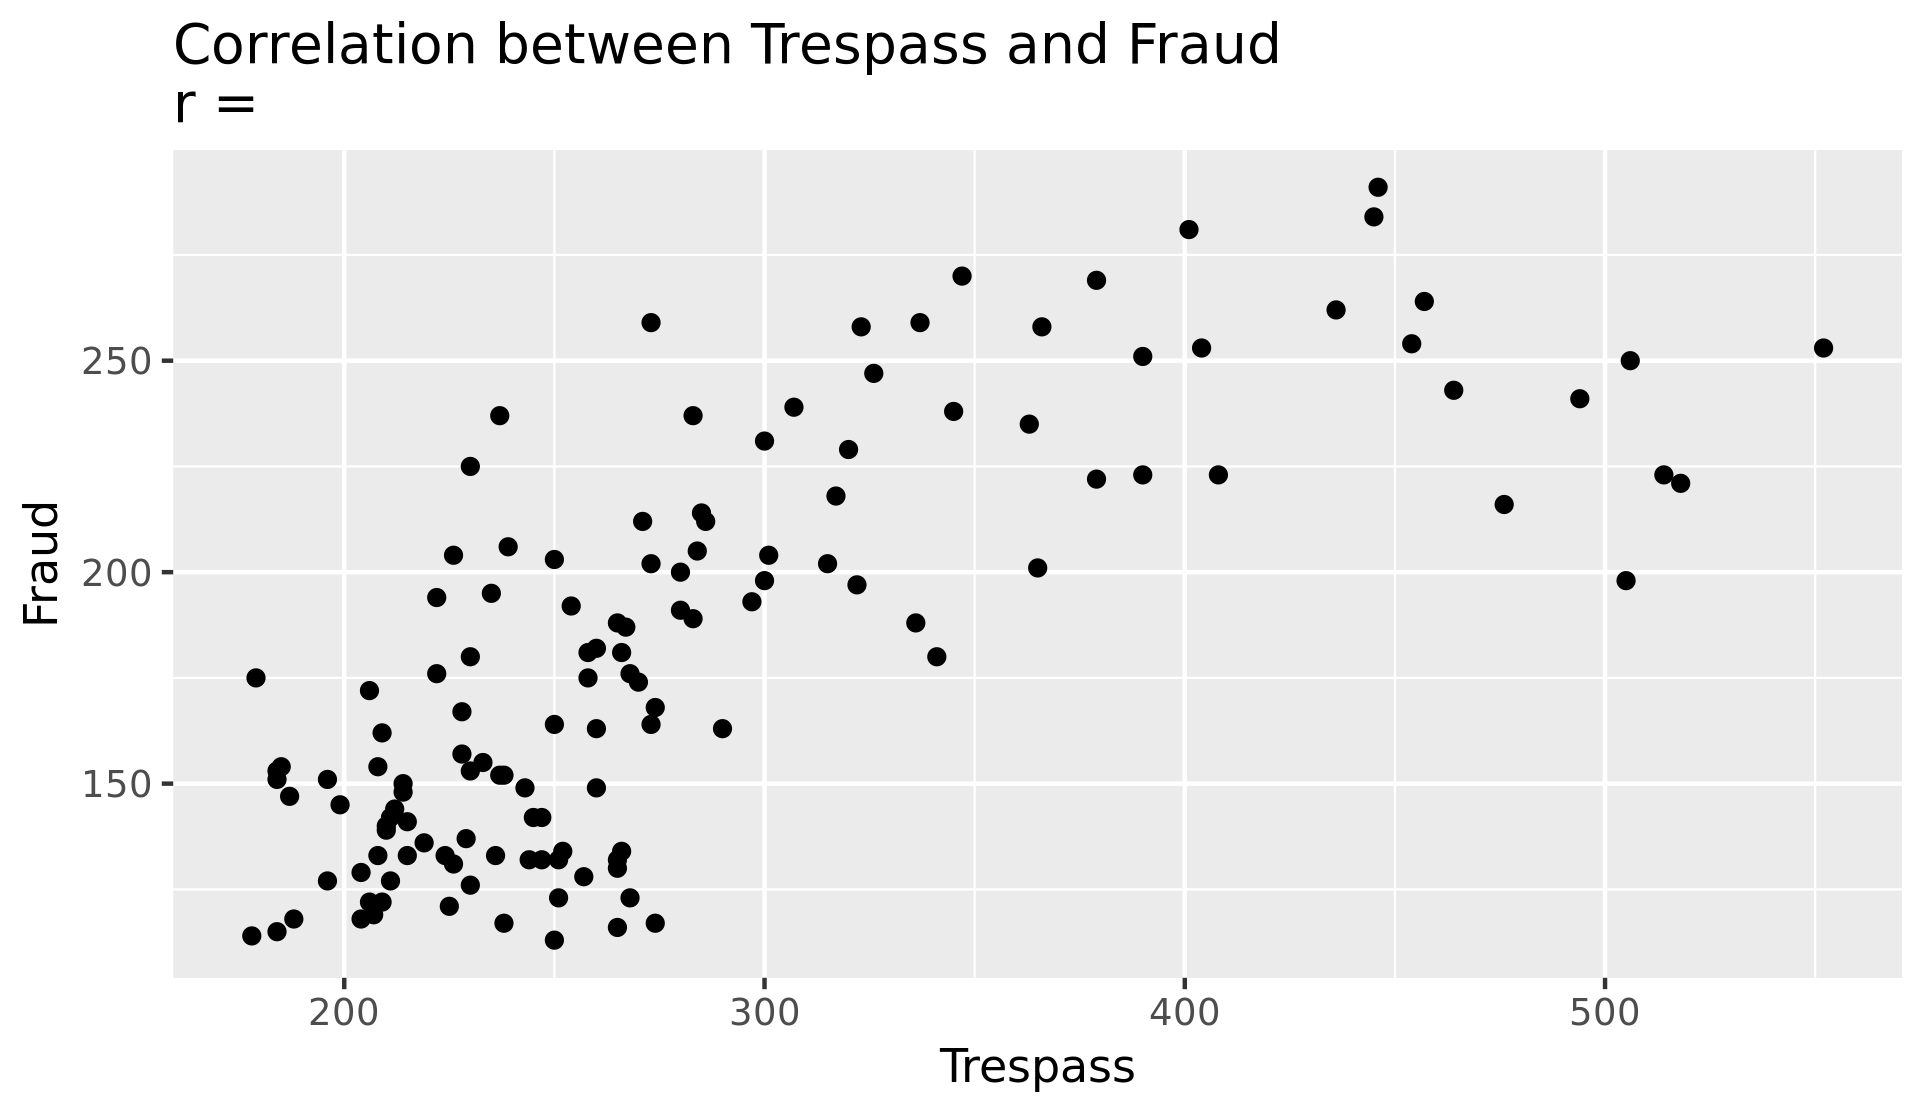 Correlation between Trespass and Fraud
r =
250
200
150
Fraud
200 300 400 500
Trespass